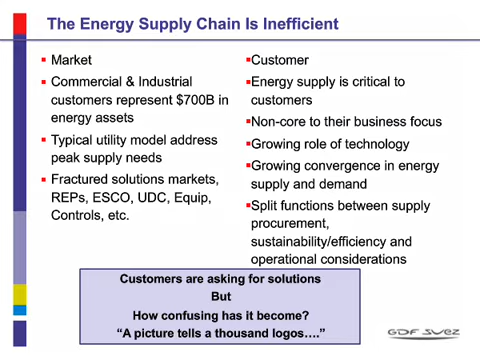 The Energy Supply Chain Is Inefficient
Market
Commercial & Industrial
customers represent $700B in
energy assets
Typical utility model address
peak supply needs
Fractured solutions markets,
REPs, ESCO, UDC, Equip,
Controls, etc.
Customer
Energy supply is critical to
customers
Non-core to their business focus
Growing role of technology
Growing convergence in energy
supply and demand
Split functions between supply
procurement,
sustainability/efficiency and
operational considerations
Customers are asking for solutions
But
How confusing has it become?
“A picture tells a thousand logos….”
GDF SUEZ